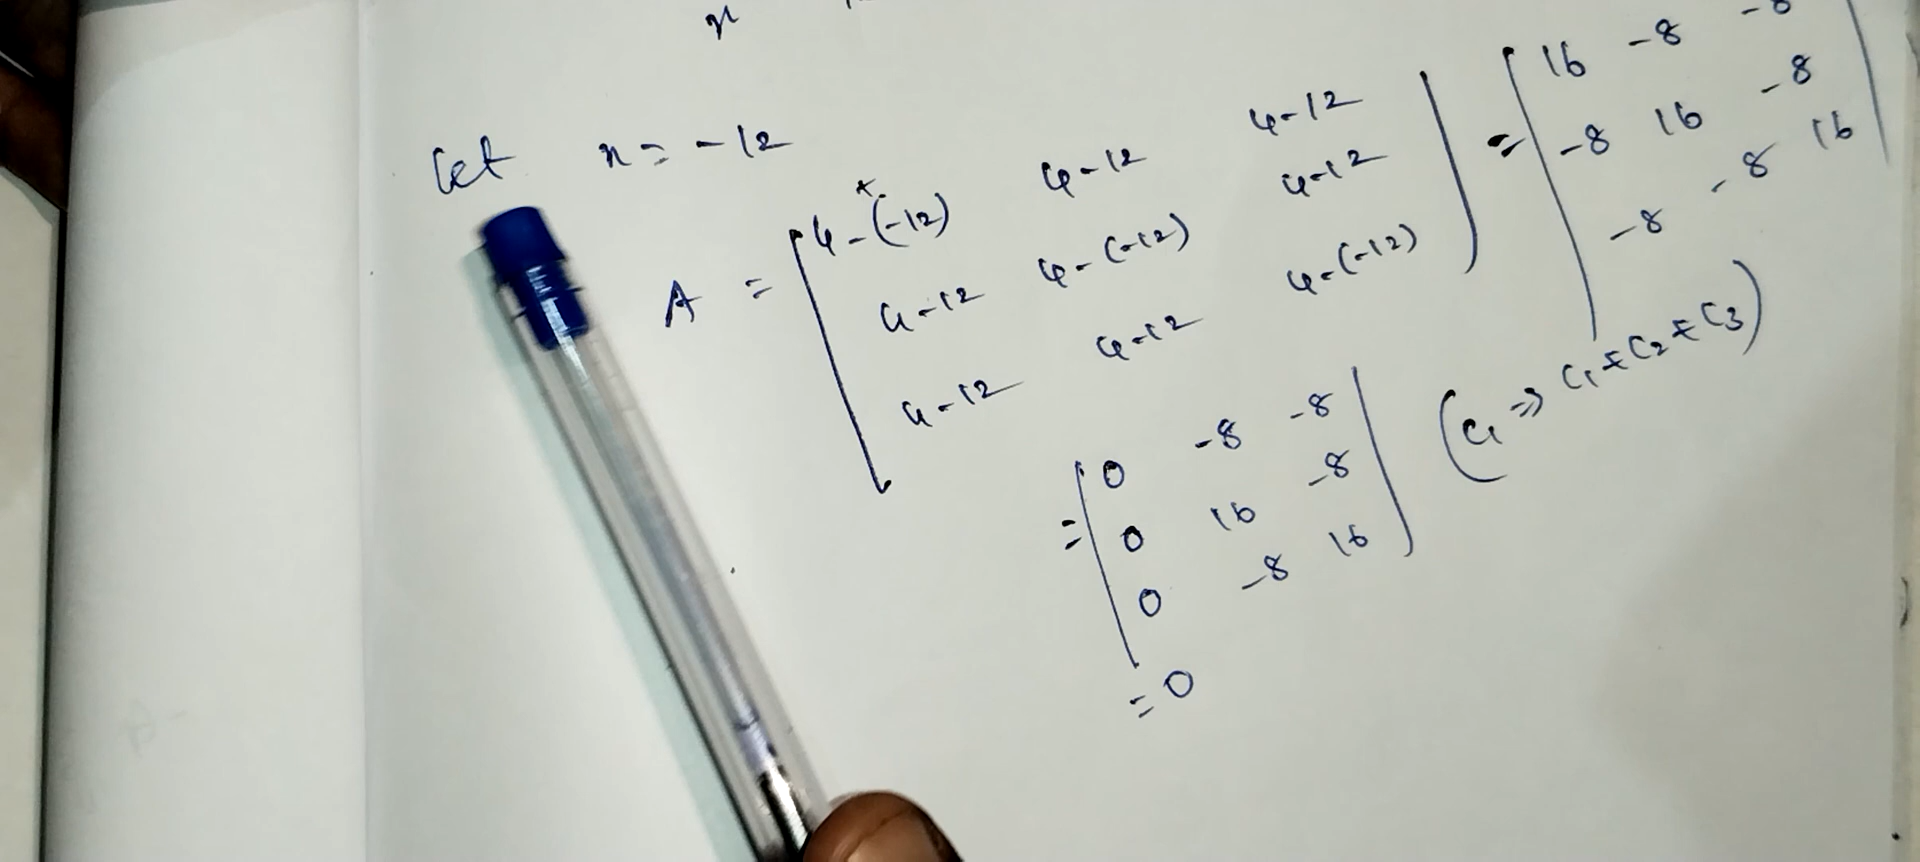 x
Let x = -12
A = [ 4-(-12) 4-12 4-12
4-12 4-(-12) 4-12
4-12 4-12 4-(-12) ]
= | 16 -8 -8
-8 16 -8
-8 -8 16 |
= | 0 -8 -8
0 16 -8
0 -8 16 | (C1 => C1 + C2 + C3)
= 0